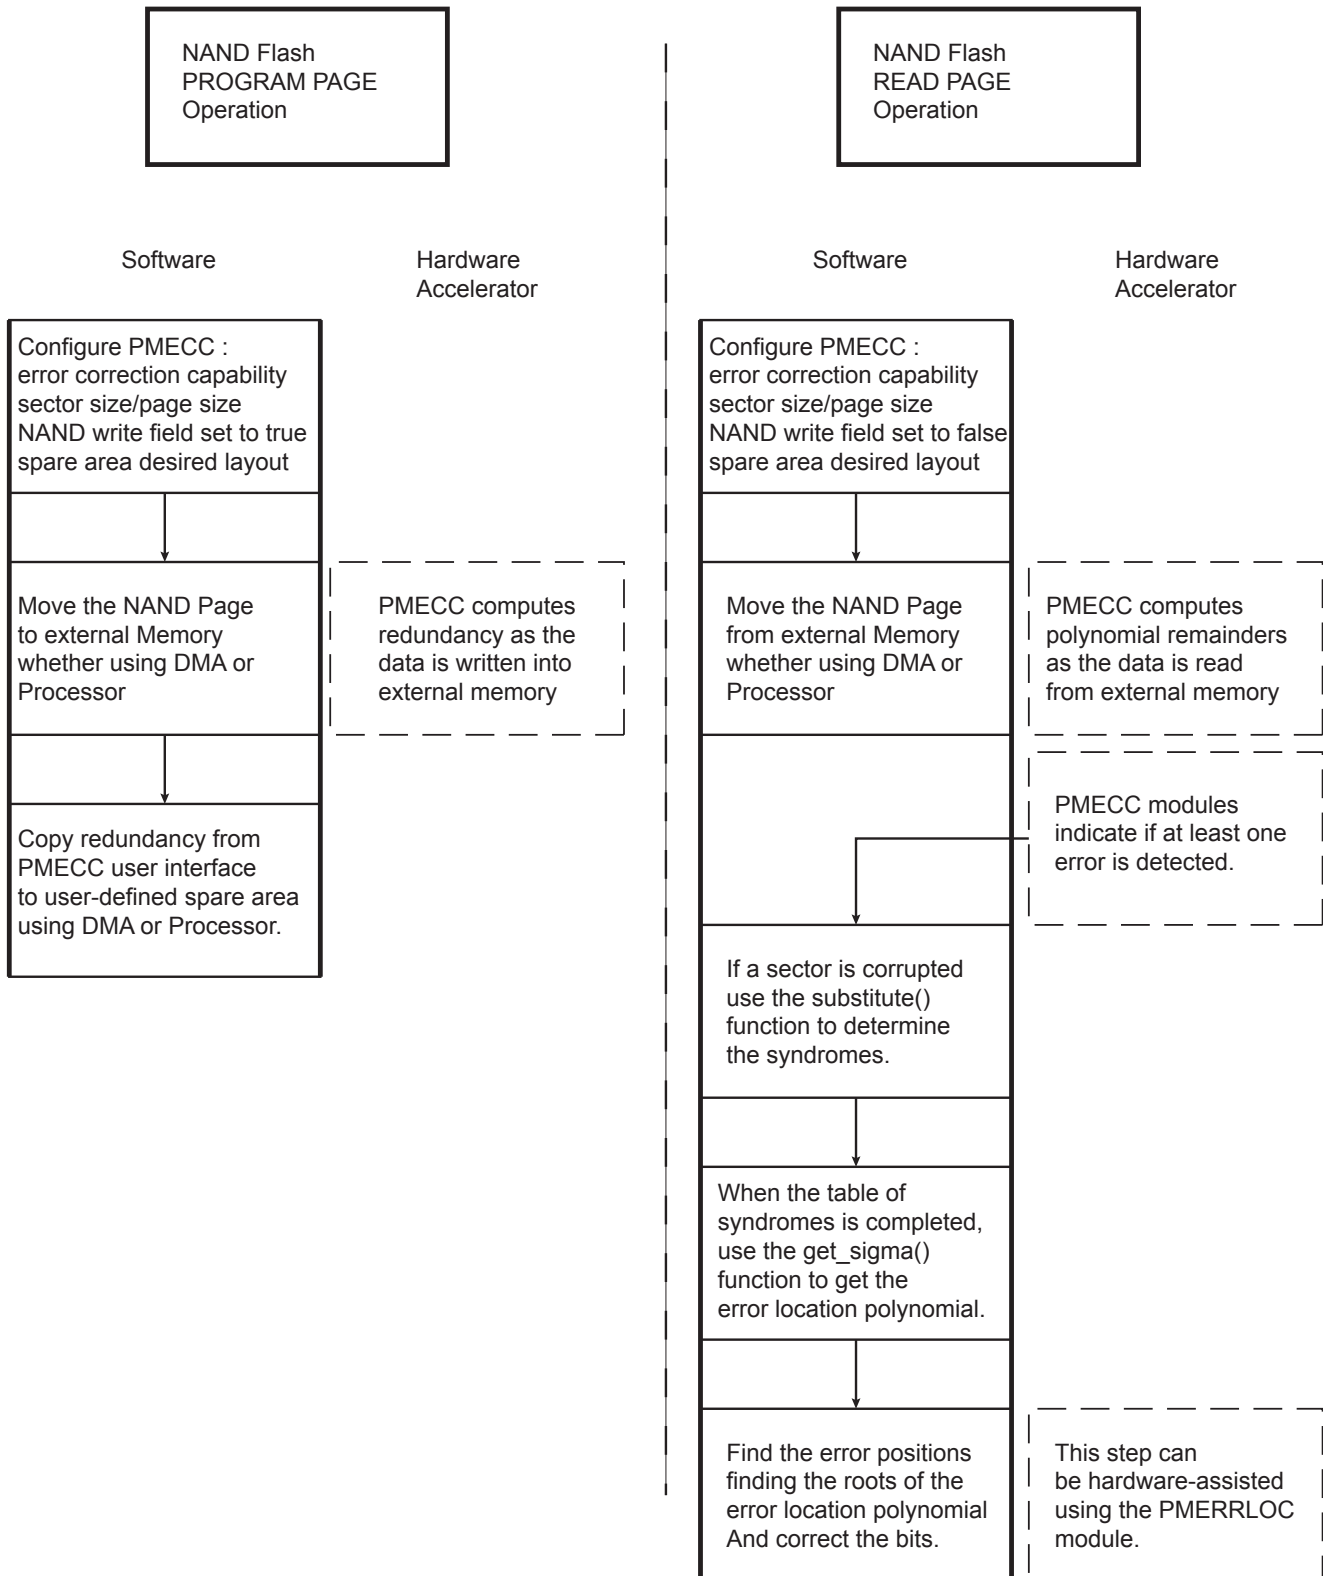 NAND Flash
PROGRAM PAGE
Operation
Software
Hardware
Accelerator
Configure PMECC :
error correction capability
sector size/page size
NAND write field set to true
spare area desired layout
Move the NAND Page
to external Memory
whether using DMA or
Processor
PMECC computes
redundancy as the
data is written into
external memory
Copy redundancy from
PMECC user interface
to user-defined spare area
using DMA or Processor.
NAND Flash
READ PAGE
Operation
Software
Hardware
Accelerator
Configure PMECC :
error correction capability
sector size/page size
NAND write field set to false
spare area desired layout
Move the NAND Page
from external Memory
whether using DMA or
Processor
PMECC computes
polynomial remainders
as the data is read
from external memory
PMECC modules
indicate if at least one
error is detected.
If a sector is corrupted
use the substitute()
function to determine
the syndromes.
When the table of
syndromes is completed,
use the get_sigma()
function to get the
error location polynomial.
Find the error positions
finding the roots of the
error location polynomial
And correct the bits.
This step can
be hardware-assisted
using the PMERRLOC
module.